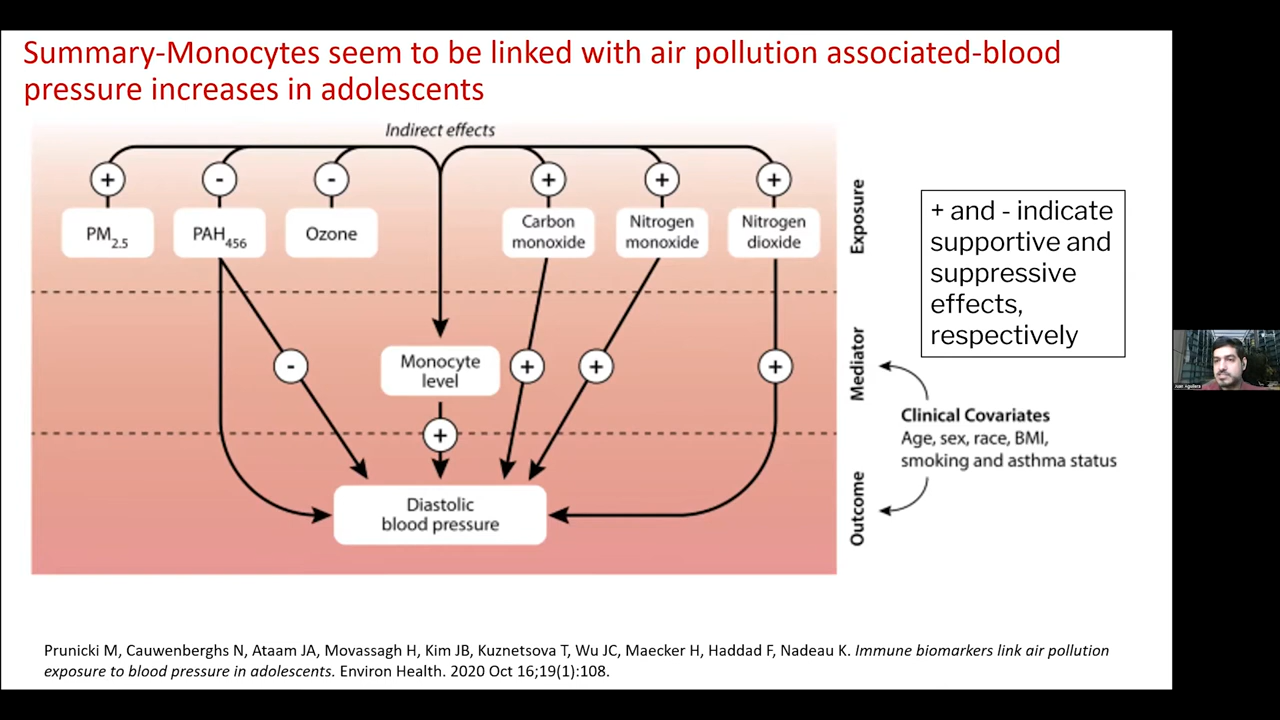 Summary-Monocytes seem to be linked with air pollution associated-blood
pressure increases in adolescents
Indirect effects
+
-
-
+
+
+
PM2.5
PAH456
Ozone
Carbon
monoxide
Nitrogen
monoxide
Nitrogen
dioxide
Exposure
-
Monocyte
level
+
+
+
Mediator
+
Diastolic
blood pressure
Outcome
+ and - indicate
supportive and
suppressive
effects,
respectively
Clinical Covariates
Age, sex, race, BMI,
smoking and asthma status
Juan Aguilera
Prunicki M, Cauwenberghs N, Ataam JA, Movassagh H, Kim JB, Kuznetsova T, Wu JC, Maecker H, Haddad F, Nadeau K. Immune biomarkers link air pollution
exposure to blood pressure in adolescents. Environ Health. 2020 Oct 16;19(1):108.